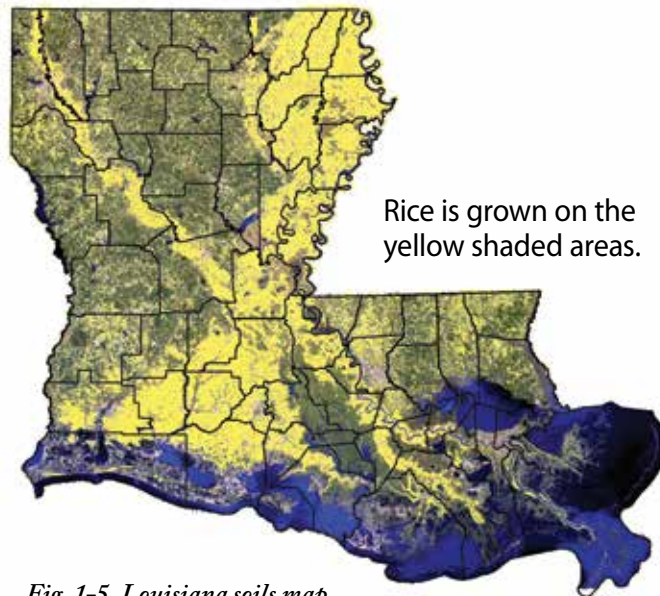 Rice is grown on the
yellow shaded areas.
Fig. 1-5. Louisiana soils map